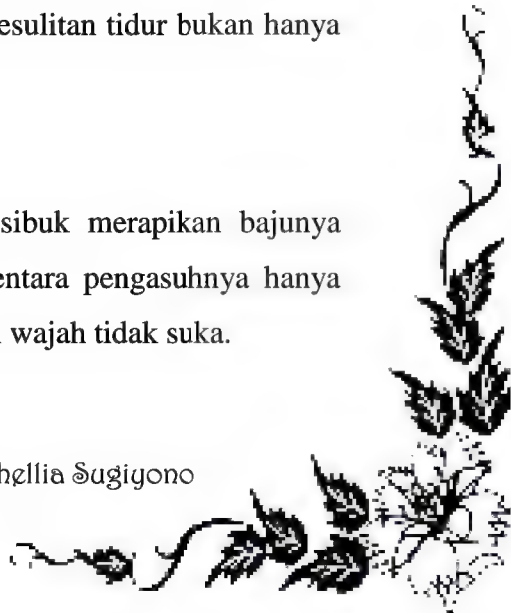 esulitan tidur bukan hanya
sibuk merapikan bajunya
entara pengasuhnya hanya
wajah tidak suka.
hellia Sugiyono